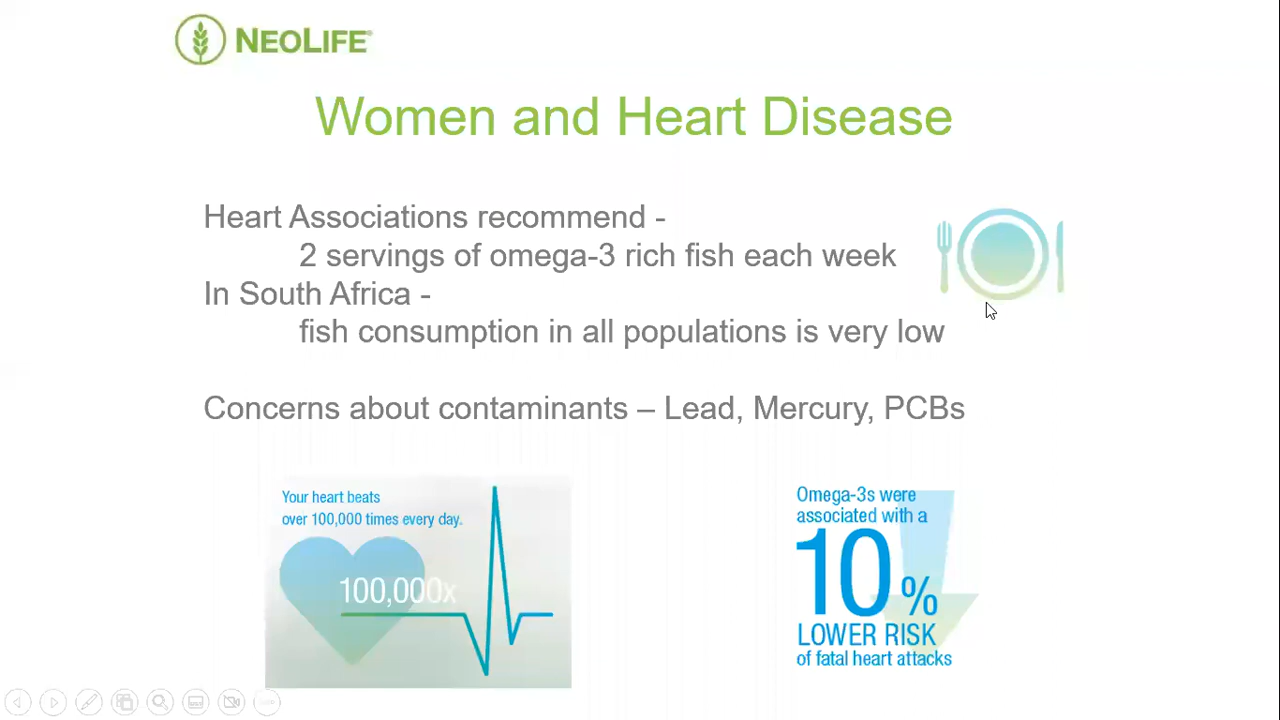 NEOLIFE®
Women and Heart Disease
Heart Associations recommend -
2 servings of omega-3 rich fish each week
In South Africa -
fish consumption in all populations is very low
Concerns about contaminants – Lead, Mercury, PCBs
Your heart beats
over 100,000 times every day.
100,000x
Omega-3s were
associated with a
10%
LOWER RISK
of fatal heart attacks